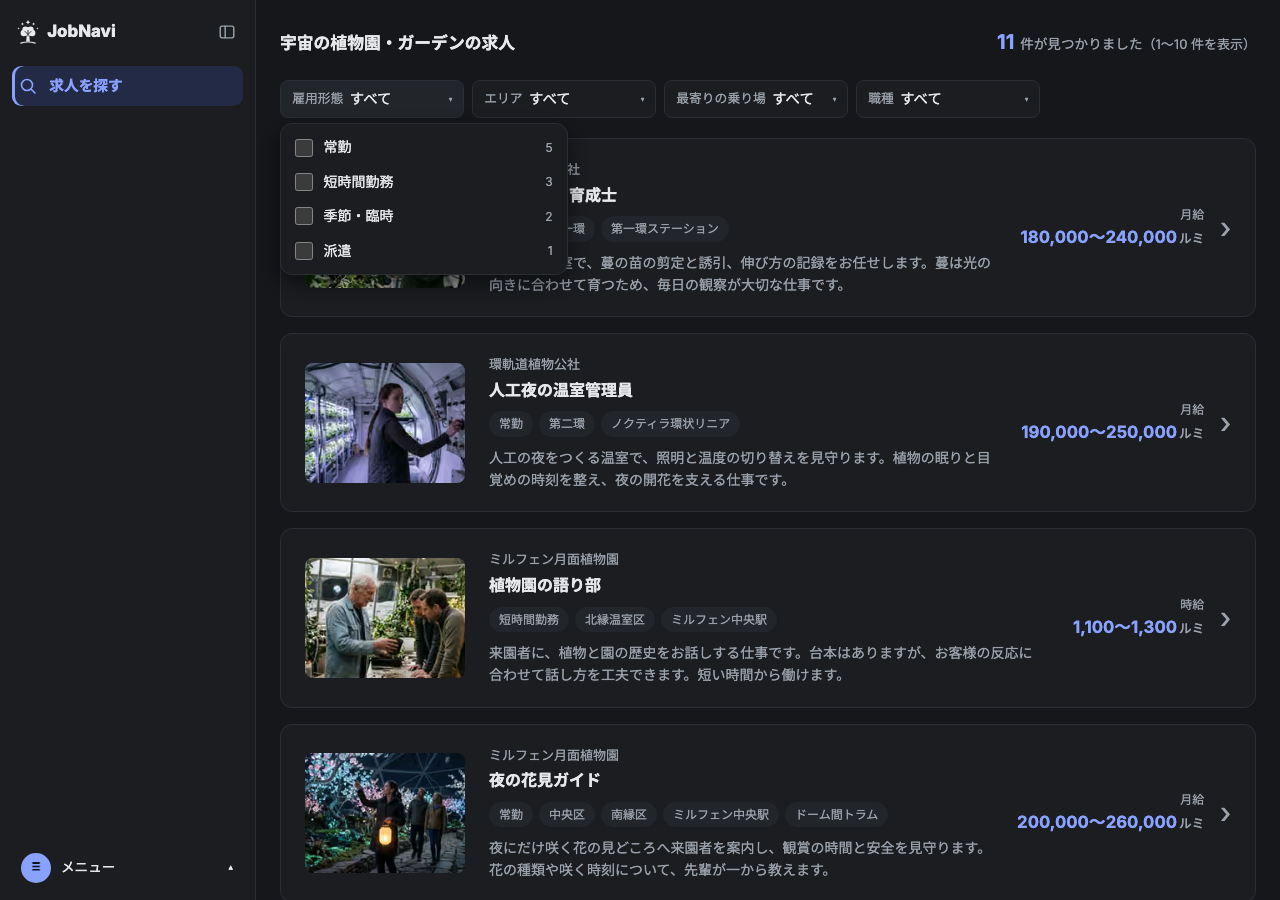 JobNavi
求人を探す
宇宙の植物園・ガーデンの求人
11 件が見つかりました（1〜10 件を表示）
雇用形態 すべて
エリア すべて
最寄りの乗り場 すべて
職種 すべて
常勤 5
短時間勤務 3
季節・臨時 2
派遣 1
社
育成士
環
第一環ステーション
室で、蔓の苗の剪定と誘引、伸び方の記録をお任せします。蔓は光の
向きに合わせて育つため、毎日の観察が大切な仕事です。
月給
180,000〜240,000 ルミ
環軌道植物公社
人工夜の温室管理員
常勤 第二環 ノクティラ環状リニア
人工の夜をつくる温室で、照明と温度の切り替えを見守ります。植物の眠りと目
覚めの時刻を整え、夜の開花を支える仕事です。
月給
190,000〜250,000 ルミ
ミルフェン月面植物園
植物園の語り部
短時間勤務 北縁温室区 ミルフェン中央駅
来園者に、植物と園の歴史をお話しする仕事です。台本はありますが、お客様の反応に
合わせて話し方を工夫できます。短い時間から働けます。
時給
1,100〜1,300 ルミ
ミルフェン月面植物園
夜の花見ガイド
常勤 中央区 南縁区 ミルフェン中央駅 ドーム間トラム
夜にだけ咲く花の見どころへ来園者を案内し、観賞の時間と安全を見守ります。
花の種類や咲く時刻について、先輩が一から教えます。
月給
200,000〜260,000 ルミ
メニュー